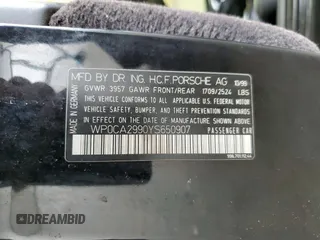 MFD BY DR. ING. H.C.F. PORSCHE AG 10/99
GVWR 3957 GAWR FRONT/REAR 1709/2524 LBS
THIS VEHICLE CONFORMS TO ALL APPLICABLE U.S. FEDERAL MOTOR
VEHICLE SAFETY, BUMPER, AND THEFT PREVENTION STANDARDS
IN EFFECT ON THE DATE OF MANUFACTURE SHOWN ABOVE.
WP0CA2990YS650907
PASSENGER CAR
MADE IN GERMANY
© DREAMBID